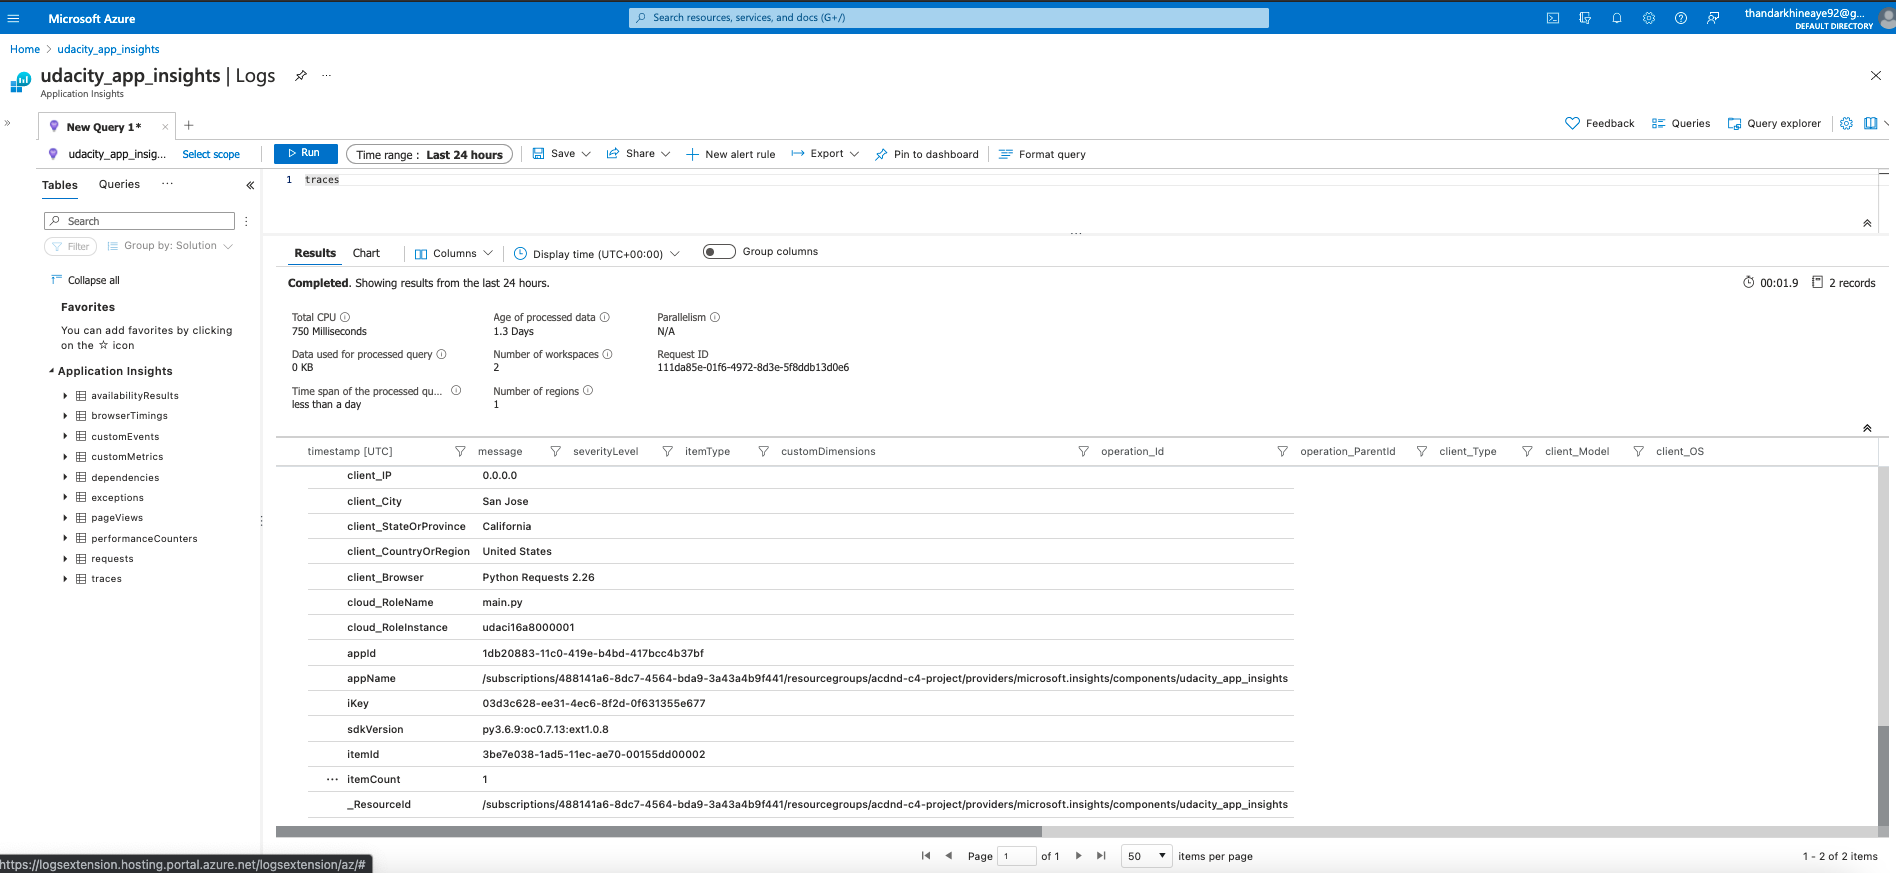 Microsoft Azure
Search resources, services, and docs (G+/)
thandarkhineaye92@g...
DEFAULT DIRECTORY
Home > udacity_app_insights
udacity_app_insights | Logs
...
Application Insights
New Query 1*
Feedback
Queries
Query explorer
udacity_app_insig...
Select scope
Run
Time range : Last 24 hours
Save
Share
New alert rule
Export
Pin to dashboard
Format query
Tables
Queries
...
1 traces
Search
Filter
Group by: Solution
Collapse all
Favorites
You can add favorites by clicking
on the ☆ icon
Application Insights
availabilityResults
browserTimings
customEvents
customMetrics
dependencies
exceptions
pageViews
performanceCounters
requests
traces
Results
Chart
Columns
Display time (UTC+00:00)
Group columns
Completed. Showing results from the last 24 hours.
00:01.9
2 records
Total CPU
750 Milliseconds
Age of processed data
1.3 Days
Parallelism
N/A
Data used for processed query
0 KB
Number of workspaces
2
Request ID
111da85e-01f6-4972-8d3e-5f8ddb13d0e6
Time span of the processed qu...
less than a day
Number of regions
1
timestamp [UTC] message severityLevel itemType customDimensions operation_Id operation_ParentId client_Type client_Model client_OS
client_IP 0.0.0.0
client_City San Jose
client_StateOrProvince California
client_CountryOrRegion United States
client_Browser Python Requests 2.26
cloud_RoleName main.py
cloud_RoleInstance udaci16a8000001
appId 1db20883-11c0-419e-b4bd-417bcc4b37bf
appName /subscriptions/488141a6-8dc7-4564-bda9-3a43a4b9f441/resourcegroups/acdnd-c4-project/providers/microsoft.insights/components/udacity_app_insights
iKey 03d3c628-ee31-4ec6-8f2d-0f631355e677
sdkVersion py3.6.9:oc0.7.13:ext1.0.8
itemId 3be7e038-1ad5-11ec-ae70-00155dd00002
... itemCount 1
_ResourceId /subscriptions/488141a6-8dc7-4564-bda9-3a43a4b9f441/resourcegroups/acdnd-c4-project/providers/microsoft.insights/components/udacity_app_insights
Page 1 of 1
50 items per page
1 - 2 of 2 items
https://logsextension.hosting.portal.azure.net/logsextension/az/#